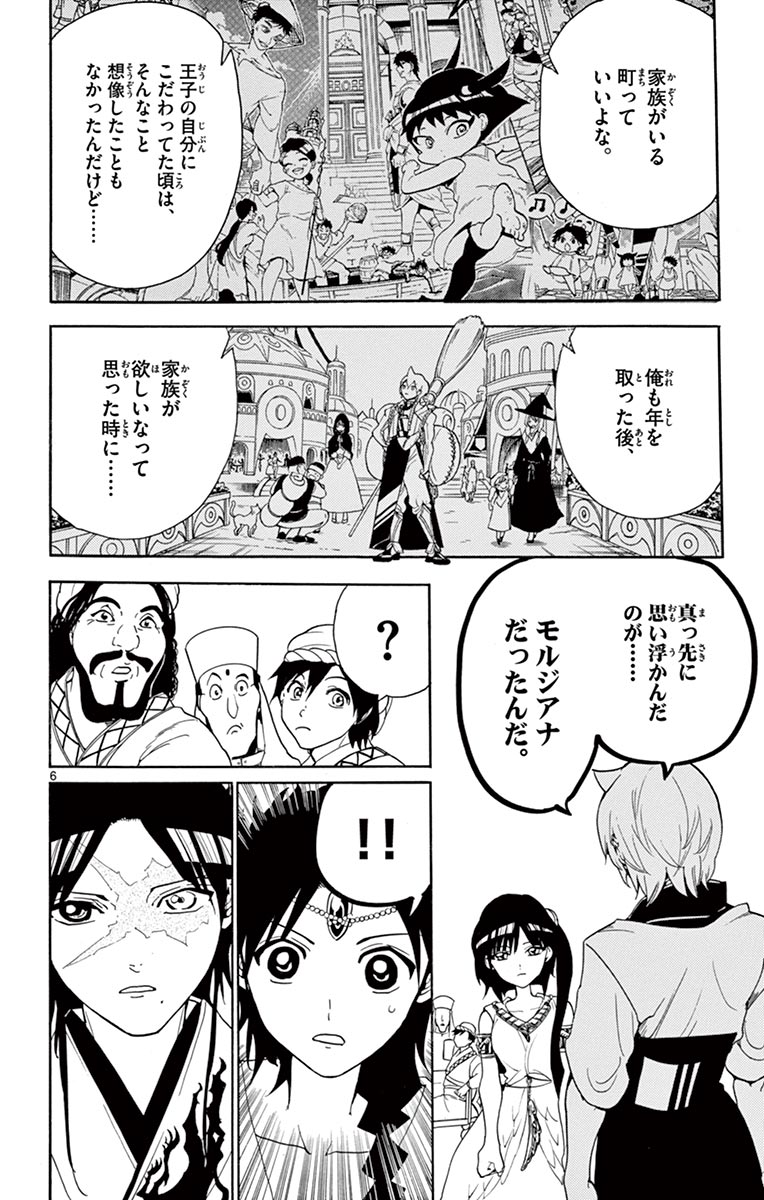 家族がいる
町って
いいよな。
王子の自分に
こだわってた頃は、
そんなこと
想像したことも
なかったんだけど……
俺も年を
取った後、
家族が
欲しいなって
思った時に……
真っ先に
思い浮かんだ
のが……
モルジアナ
だったんだ。
？
!!
6